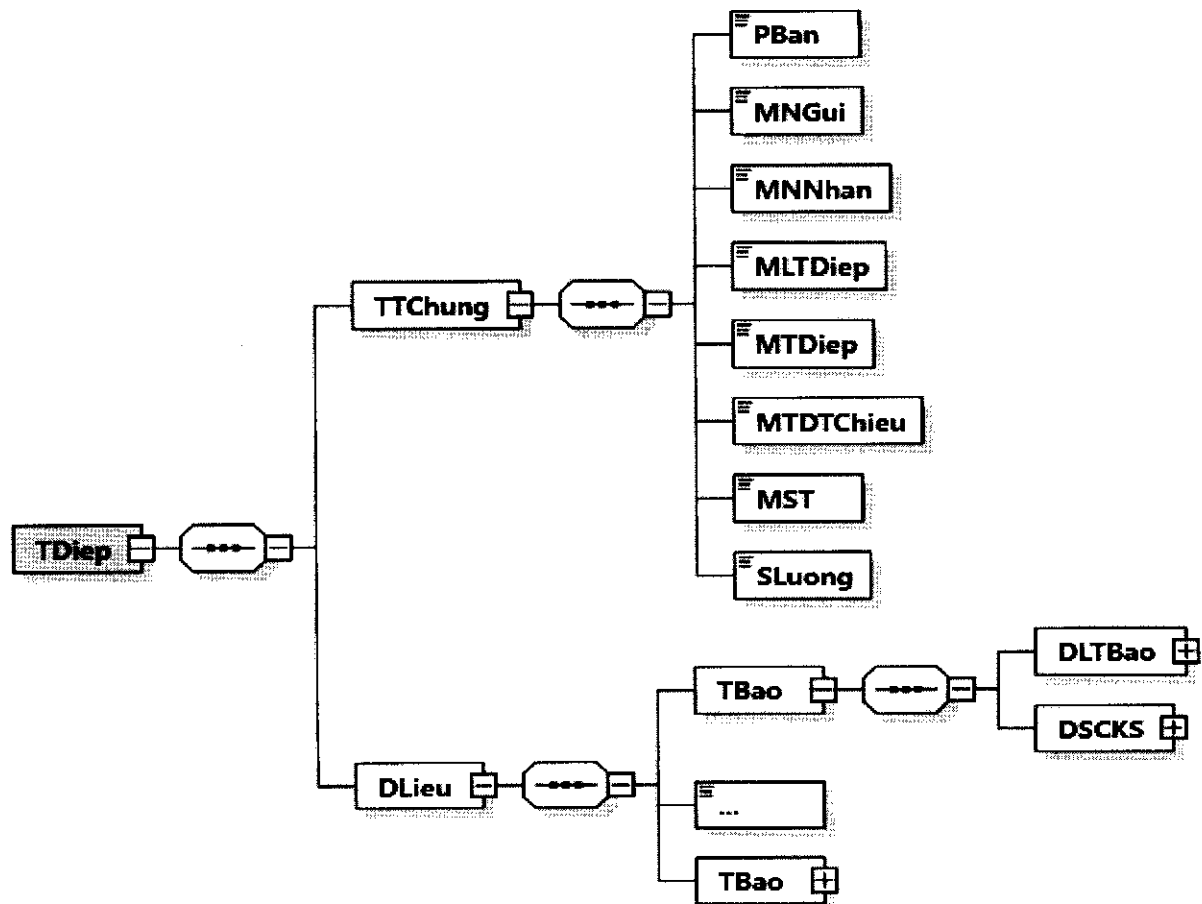 PBan
MNGui
MNNhan
MLTDiep
TTChung
MTDiep
MTDTChieu
MST
TDiep
SLuong
DLTBao
TBao
DSCKS
DLieu
...
TBao